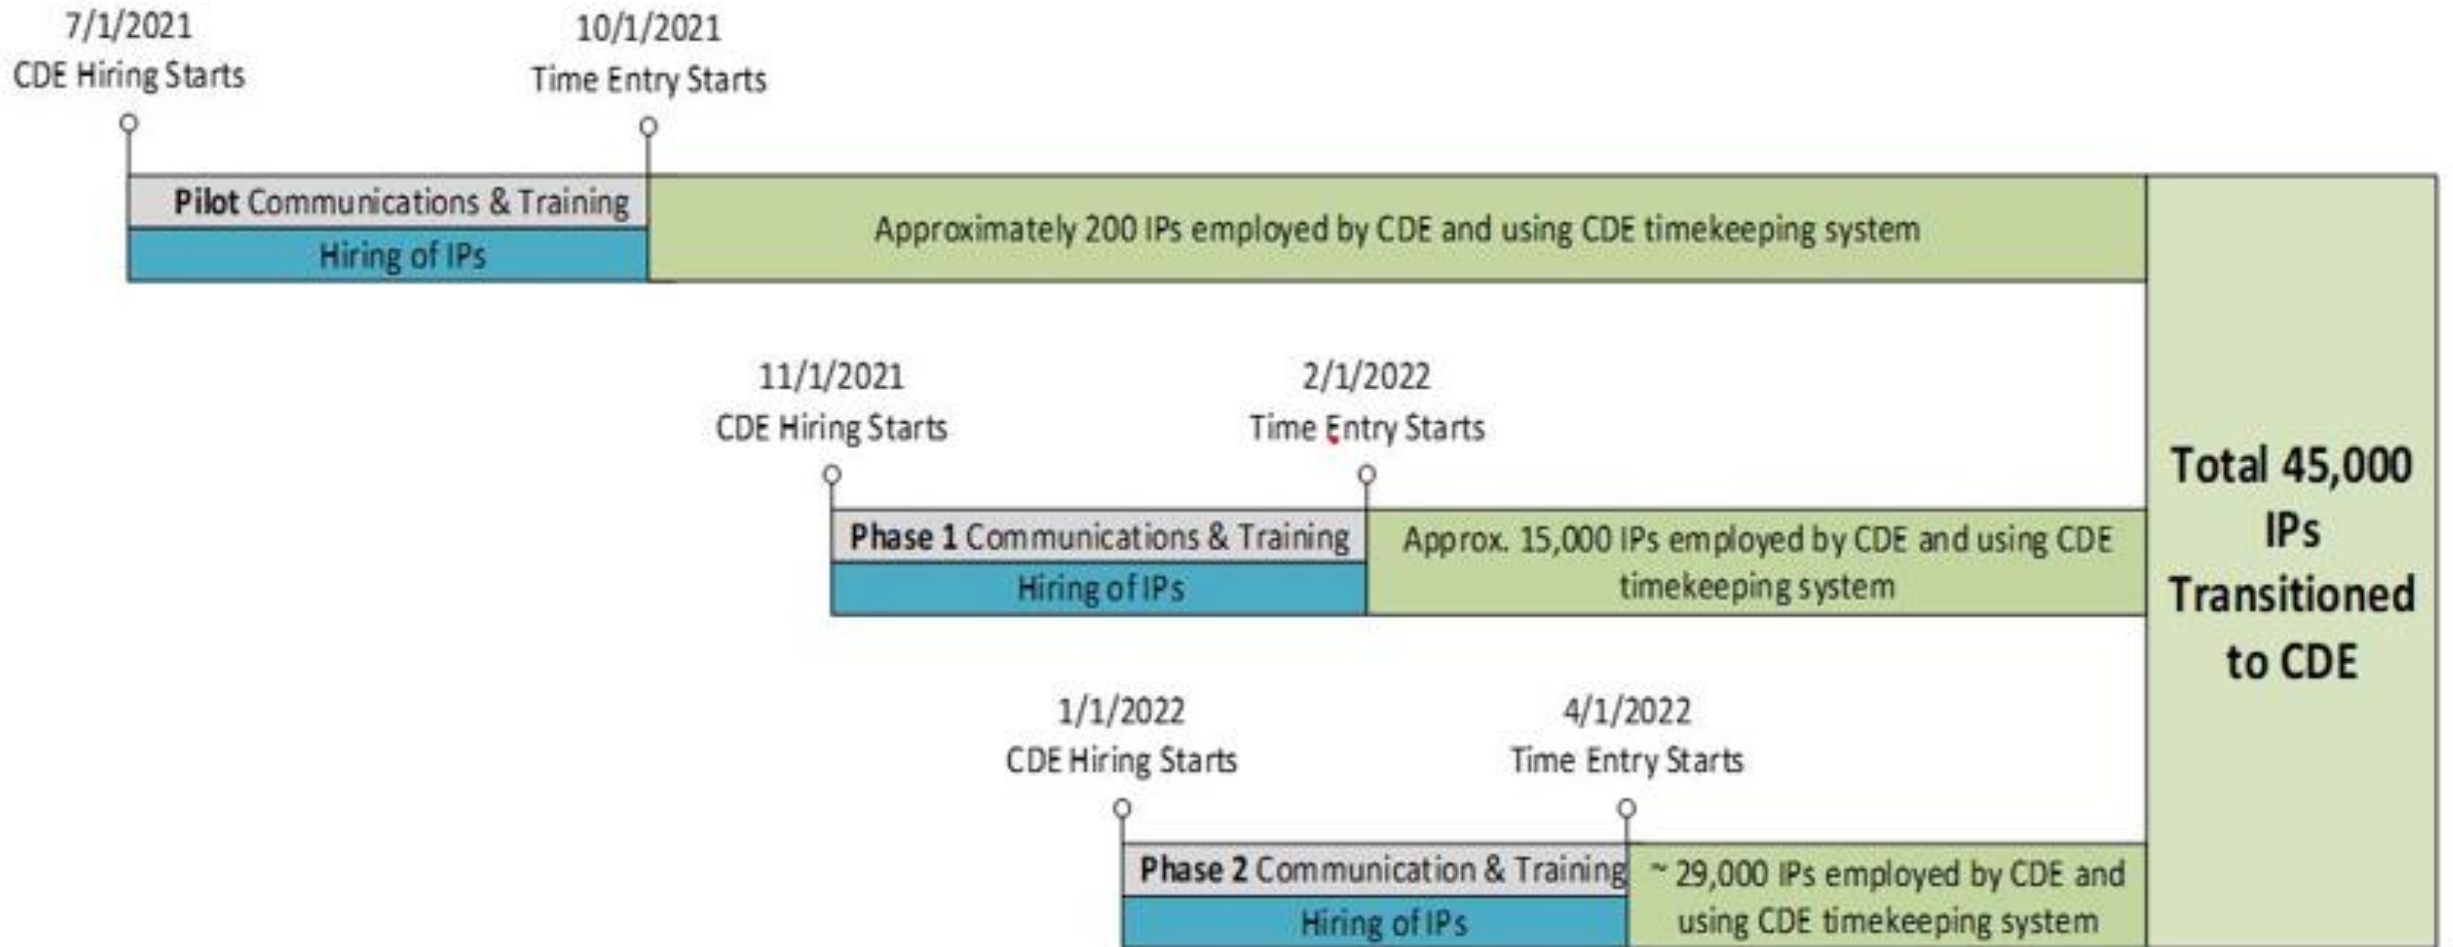 7/1/2021
CDE Hiring Starts
10/1/2021
Time Entry Starts
Pilot Communications & Training
Hiring of IPs
Approximately 200 IPs employed by CDE and using CDE timekeeping system
11/1/2021
CDE Hiring Starts
2/1/2022
Time Entry Starts
Phase 1 Communications & Training
Hiring of IPs
Approx. 15,000 IPs employed by CDE and using CDE
timekeeping system
1/1/2022
CDE Hiring Starts
4/1/2022
Time Entry Starts
Phase 2 Communication & Training
Hiring of IPs
~ 29,000 IPs employed by CDE and
using CDE timekeeping system
Total 45,000
IPs
Transitioned
to CDE